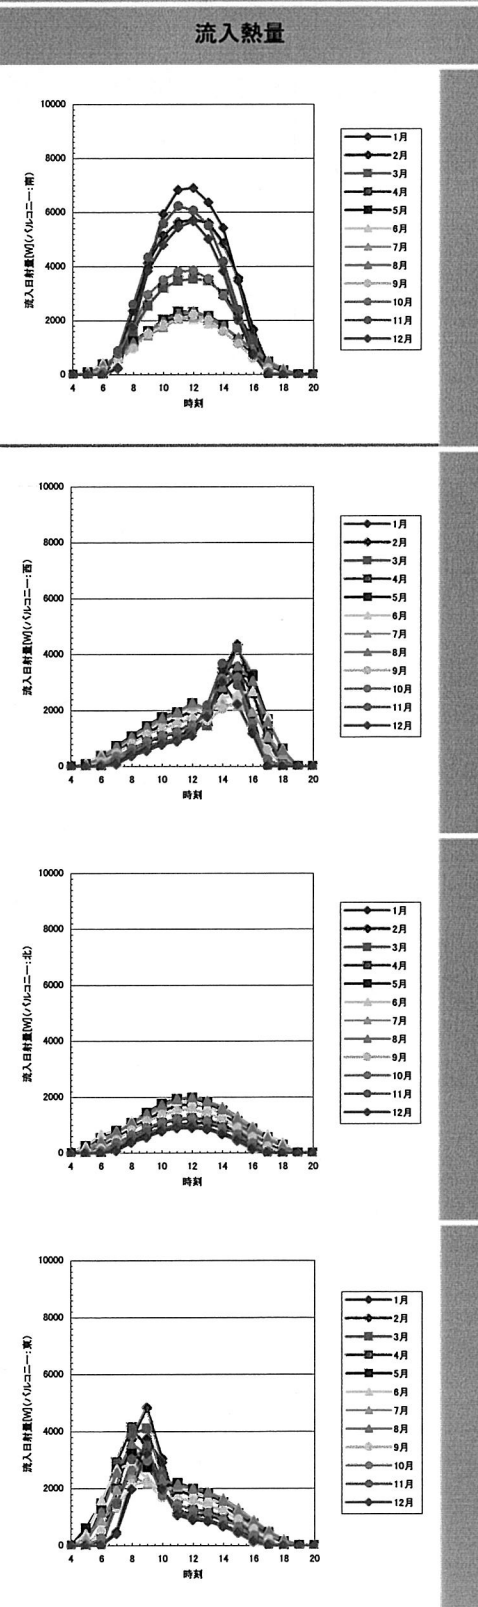 流入熱量
流入日射量[W](バルコニー:南)
10000
8000
6000
4000
2000
0
4 6 8 10 12 14 16 18 20
時刻
1月
2月
3月
4月
5月
6月
7月
8月
9月
10月
11月
12月
流入日射量[W](バルコニー:西)
10000
8000
6000
4000
2000
0
4 6 8 10 12 14 16 18 20
時刻
1月
2月
3月
4月
5月
6月
7月
8月
9月
10月
11月
12月
流入日射量[W](バルコニー:北)
10000
8000
6000
4000
2000
0
4 6 8 10 12 14 16 18 20
時刻
1月
2月
3月
4月
5月
6月
7月
8月
9月
10月
11月
12月
流入日射量[W](バルコニー:東)
10000
8000
6000
4000
2000
0
4 6 8 10 12 14 16 18 20
時刻
1月
2月
3月
4月
5月
6月
7月
8月
9月
10月
11月
12月